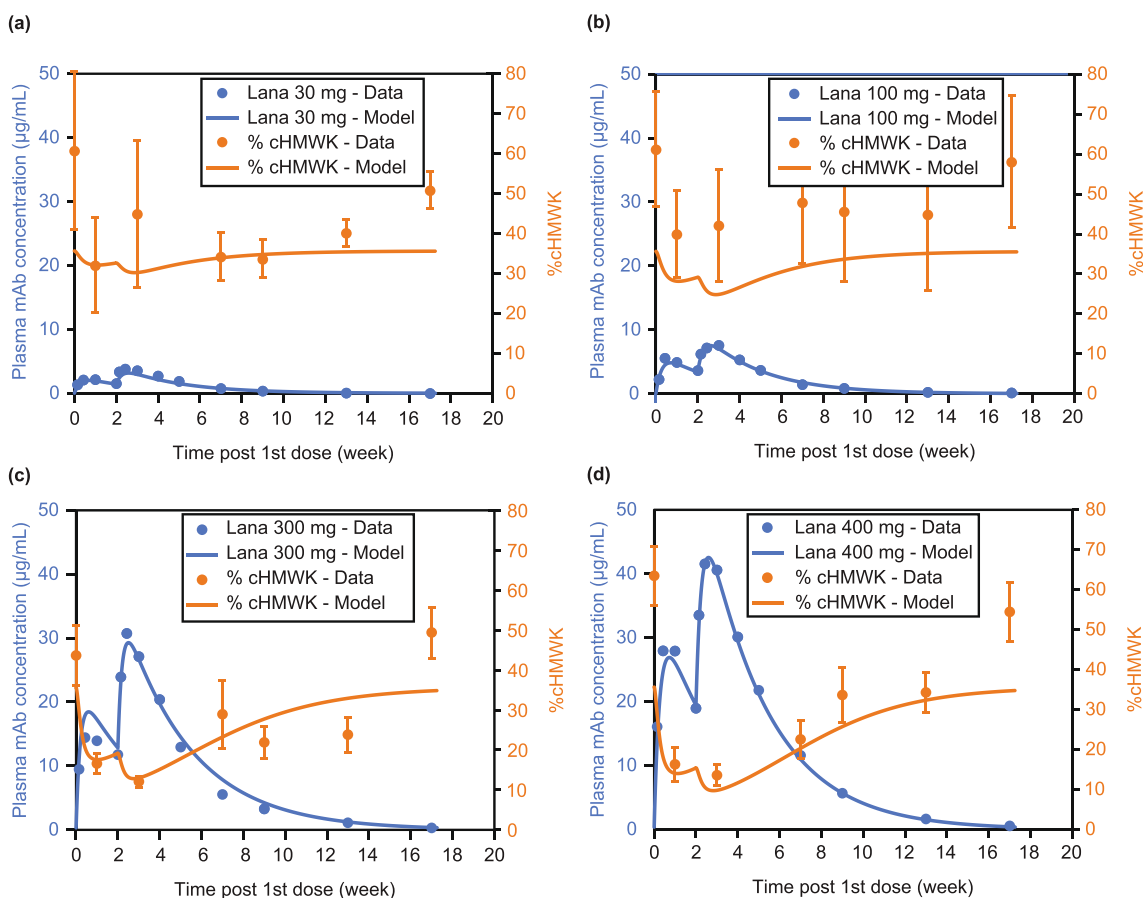 (a)
Plasma mAb concentration (µg/mL)
50
40
30
20
10
0
Lana 30 mg - Data
Lana 30 mg - Model
% cHMWK - Data
% cHMWK - Model
80
70
60
50
40
30
20
10
0
%cHMWK
0 2 4 6 8 10 12 14 16 18 20
Time post 1st dose (week)
(b)
Plasma mAb concentration (µg/mL)
50
40
30
20
10
0
Lana 100 mg - Data
Lana 100 mg - Model
% cHMWK - Data
% cHMWK - Model
80
70
60
50
40
30
20
10
0
%cHMWK
0 2 4 6 8 10 12 14 16 18 20
Time post 1st dose (week)
(c)
Plasma mAb concentration (µg/mL)
50
40
30
20
10
0
Lana 300 mg - Data
Lana 300 mg - Model
% cHMWK - Data
% cHMWK - Model
80
70
60
50
40
30
20
10
0
%cHMWK
0 2 4 6 8 10 12 14 16 18 20
Time post 1st dose (week)
(d)
Plasma mAb concentration (µg/mL)
50
40
30
20
10
0
Lana 400 mg - Data
Lana 400 mg - Model
% cHMWK - Data
% cHMWK - Model
80
70
60
50
40
30
20
10
0
%cHMWK
0 2 4 6 8 10 12 14 16 18 20
Time post 1st dose (week)